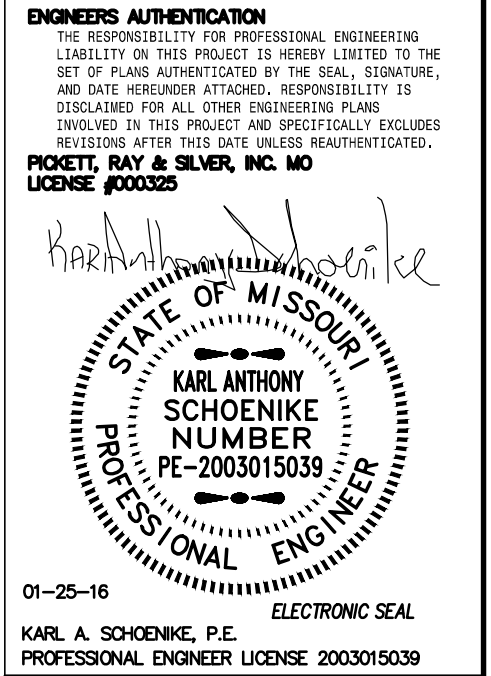 ENGINEERS AUTHENTICATION
THE RESPONSIBILITY FOR PROFESSIONAL ENGINEERING
LIABILITY ON THIS PROJECT IS HEREBY LIMITED TO THE
SET OF PLANS AUTHENTICATED BY THE SEAL, SIGNATURE,
AND DATE HEREUNDER ATTACHED. RESPONSIBILITY IS
DISCLAIMED FOR ALL OTHER ENGINEERING PLANS
INVOLVED IN THIS PROJECT AND SPECIFICALLY EXCLUDES
REVISIONS AFTER THIS DATE UNLESS REAUTHENTICATED.
PICKETT, RAY & SILVER, INC. MO
LICENSE #000325
Karl Anthony Schoenike
STATE OF MISSOURI
KARL ANTHONY
SCHOENIKE
NUMBER
PE-2003015039
PROFESSIONAL ENGINEER
01-25-16
ELECTRONIC SEAL
KARL A. SCHOENIKE, P.E.
PROFESSIONAL ENGINEER LICENSE 2003015039